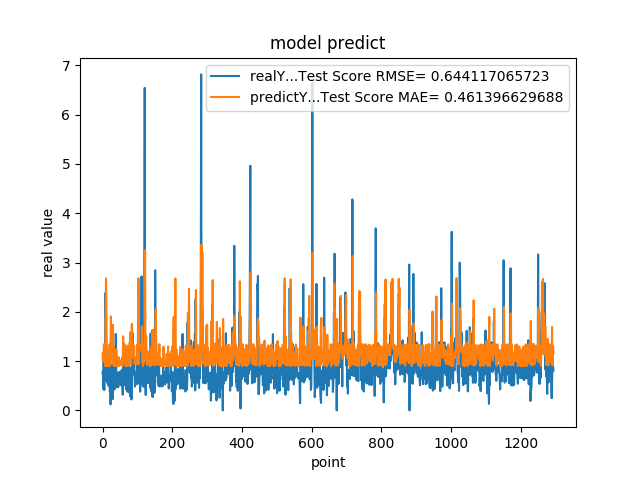 model predict
realY...Test Score RMSE= 0.644117065723
predictY...Test Score MAE= 0.461396629688
7
6
5
4
3
2
1
0
real value
0 200 400 600 800 1000 1200
point